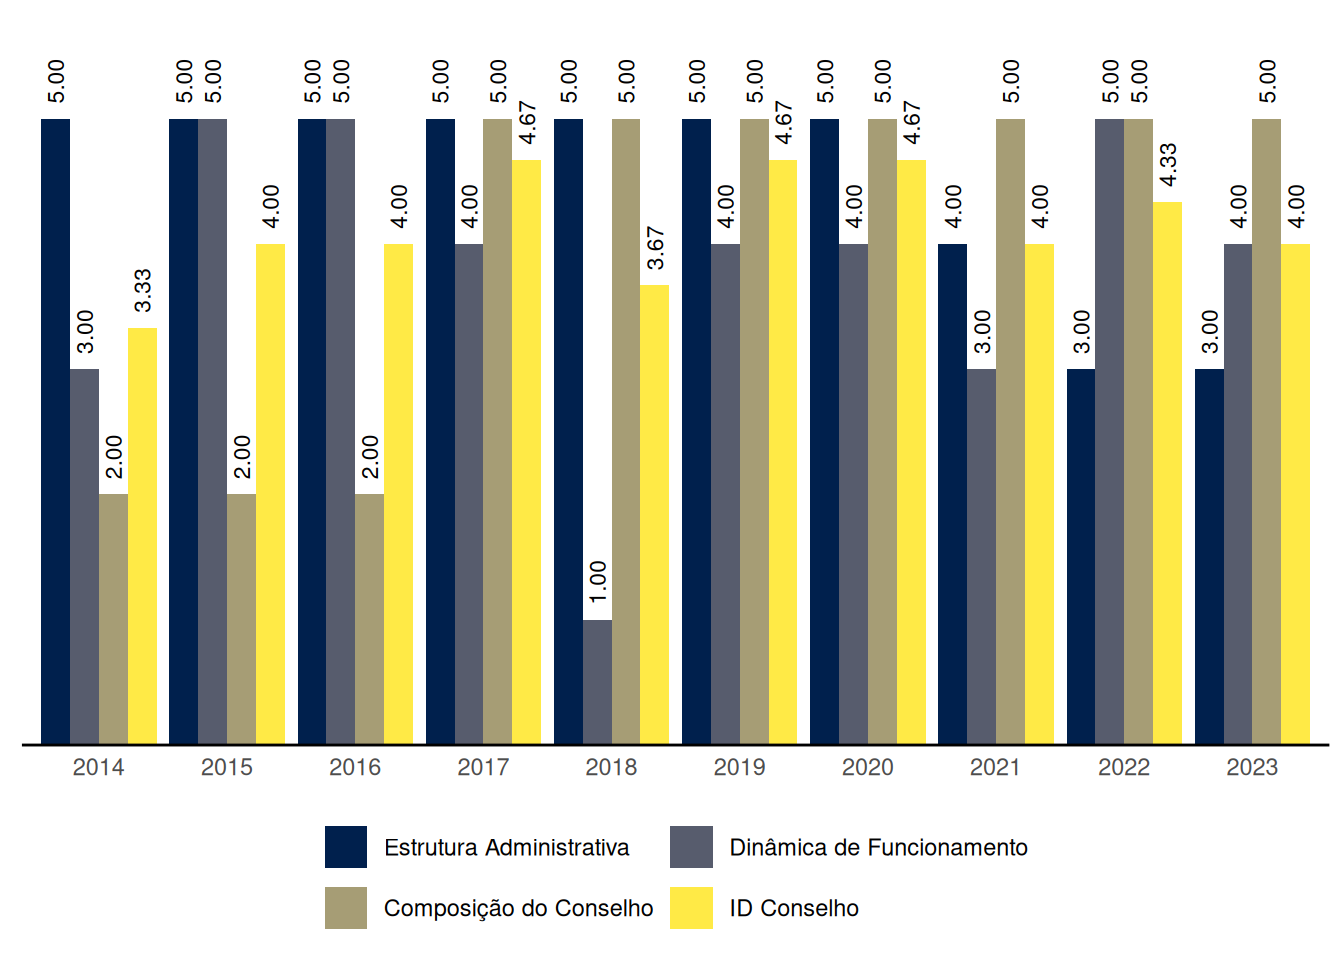 5.00 3.00 2.00 3.33
5.00 5.00 2.00 4.00
5.00 5.00 2.00 4.00
5.00 4.00 5.00 4.67
5.00 1.00 5.00 3.67
5.00 4.00 5.00 4.67
5.00 4.00 5.00 4.67
4.00 3.00 5.00 4.00
3.00 5.00 5.00 4.33
3.00 4.00 5.00 4.00
2014 2015 2016 2017 2018 2019 2020 2021 2022 2023
Estrutura Administrativa Dinâmica de Funcionamento
Composição do Conselho ID Conselho